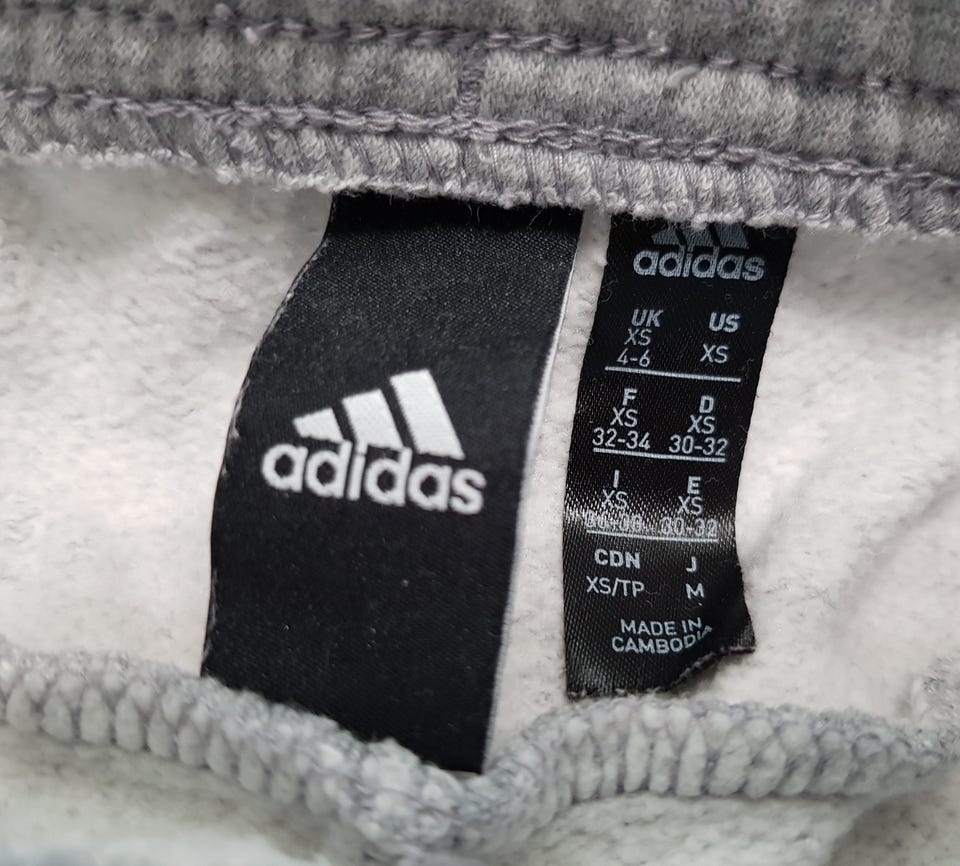 adidas
adidas
UK US
XS XS
4-6
F D
XS XS
32-34 30-32
I E
XS XS
30-32
CDN J
XS/TP M
MADE IN
CAMBODIA